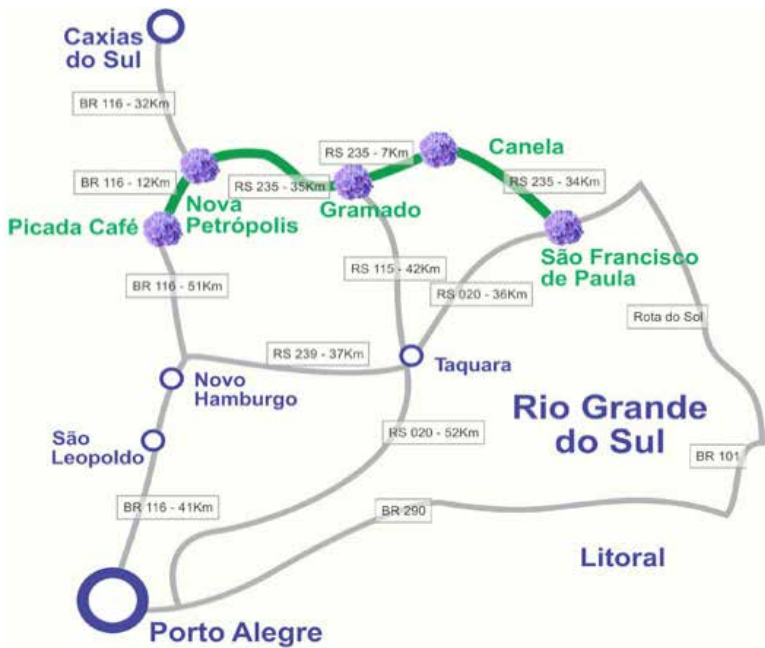 Caxias
do Sul
BR 116 - 32Km
RS 235 - 7Km
Canela
BR 116 - 12Km
RS 235 - 35Km
RS 235 - 34Km
Nova
Petrópolis
Gramado
Picada Café
São Francisco
de Paula
BR 116 - 51Km
RS 115 - 42Km
RS 020 - 36Km
Rota do Sol
RS 239 - 37Km
Taquara
Novo
Hamburgo
Rio Grande
do Sul
São
Leopoldo
RS 020 - 52Km
BR 101
BR 116 - 41Km
BR 290
Litoral
Porto Alegre